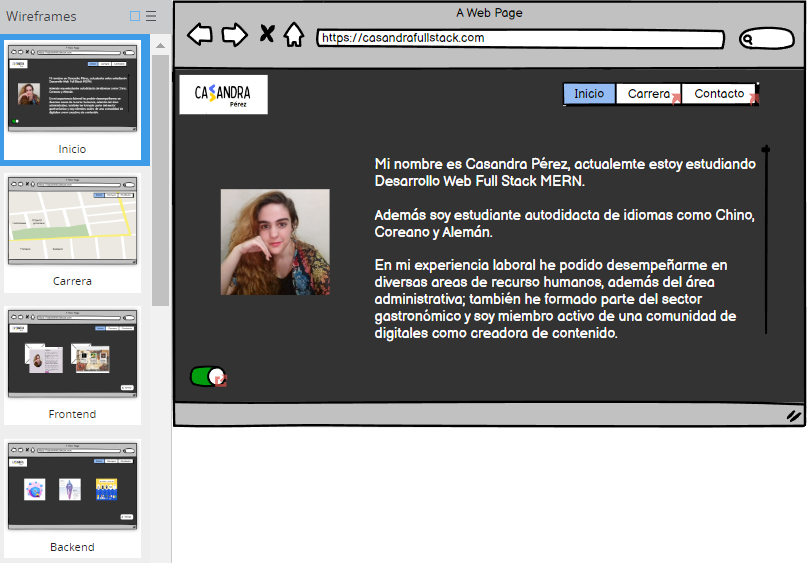 Wireframes
Inicio
Carrera
Frontend
Backend
A Web Page
https://casandrafullstack.com
CASANDRA
Pérez
Inicio
Carrera
Contacto
Mi nombre es Casandra Pérez, actualemte estoy estudiando
Desarrollo Web Full Stack MERN.
Además soy estudiante autodidacta de idiomas como Chino,
Coreano y Alemán.
En mi experiencia laboral he podido desempeñarme en
diversas areas de recurso humanos, además del área
administrativa; también he formado parte del sector
gastronómico y soy miembro activo de una comunidad de
digitales como creadora de contenido.